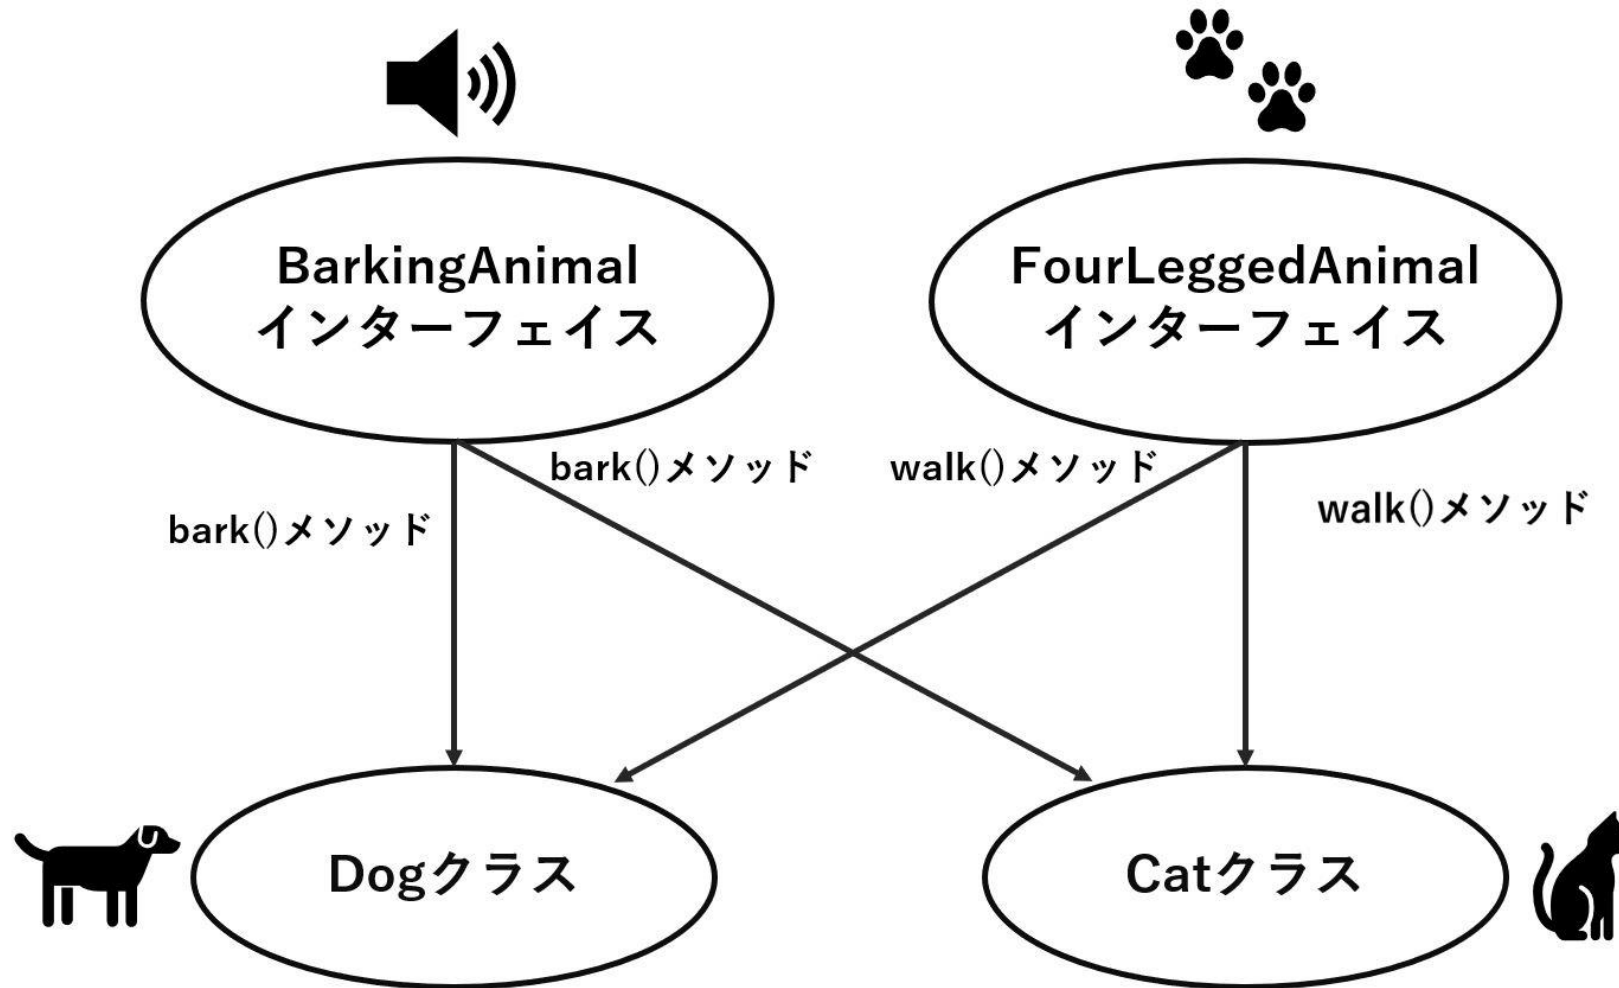 BarkingAnimal
インターフェイス
FourLeggedAnimal
インターフェイス
bark()メソッド
walk()メソッド
bark()メソッド
walk()メソッド
Dogクラス
Catクラス